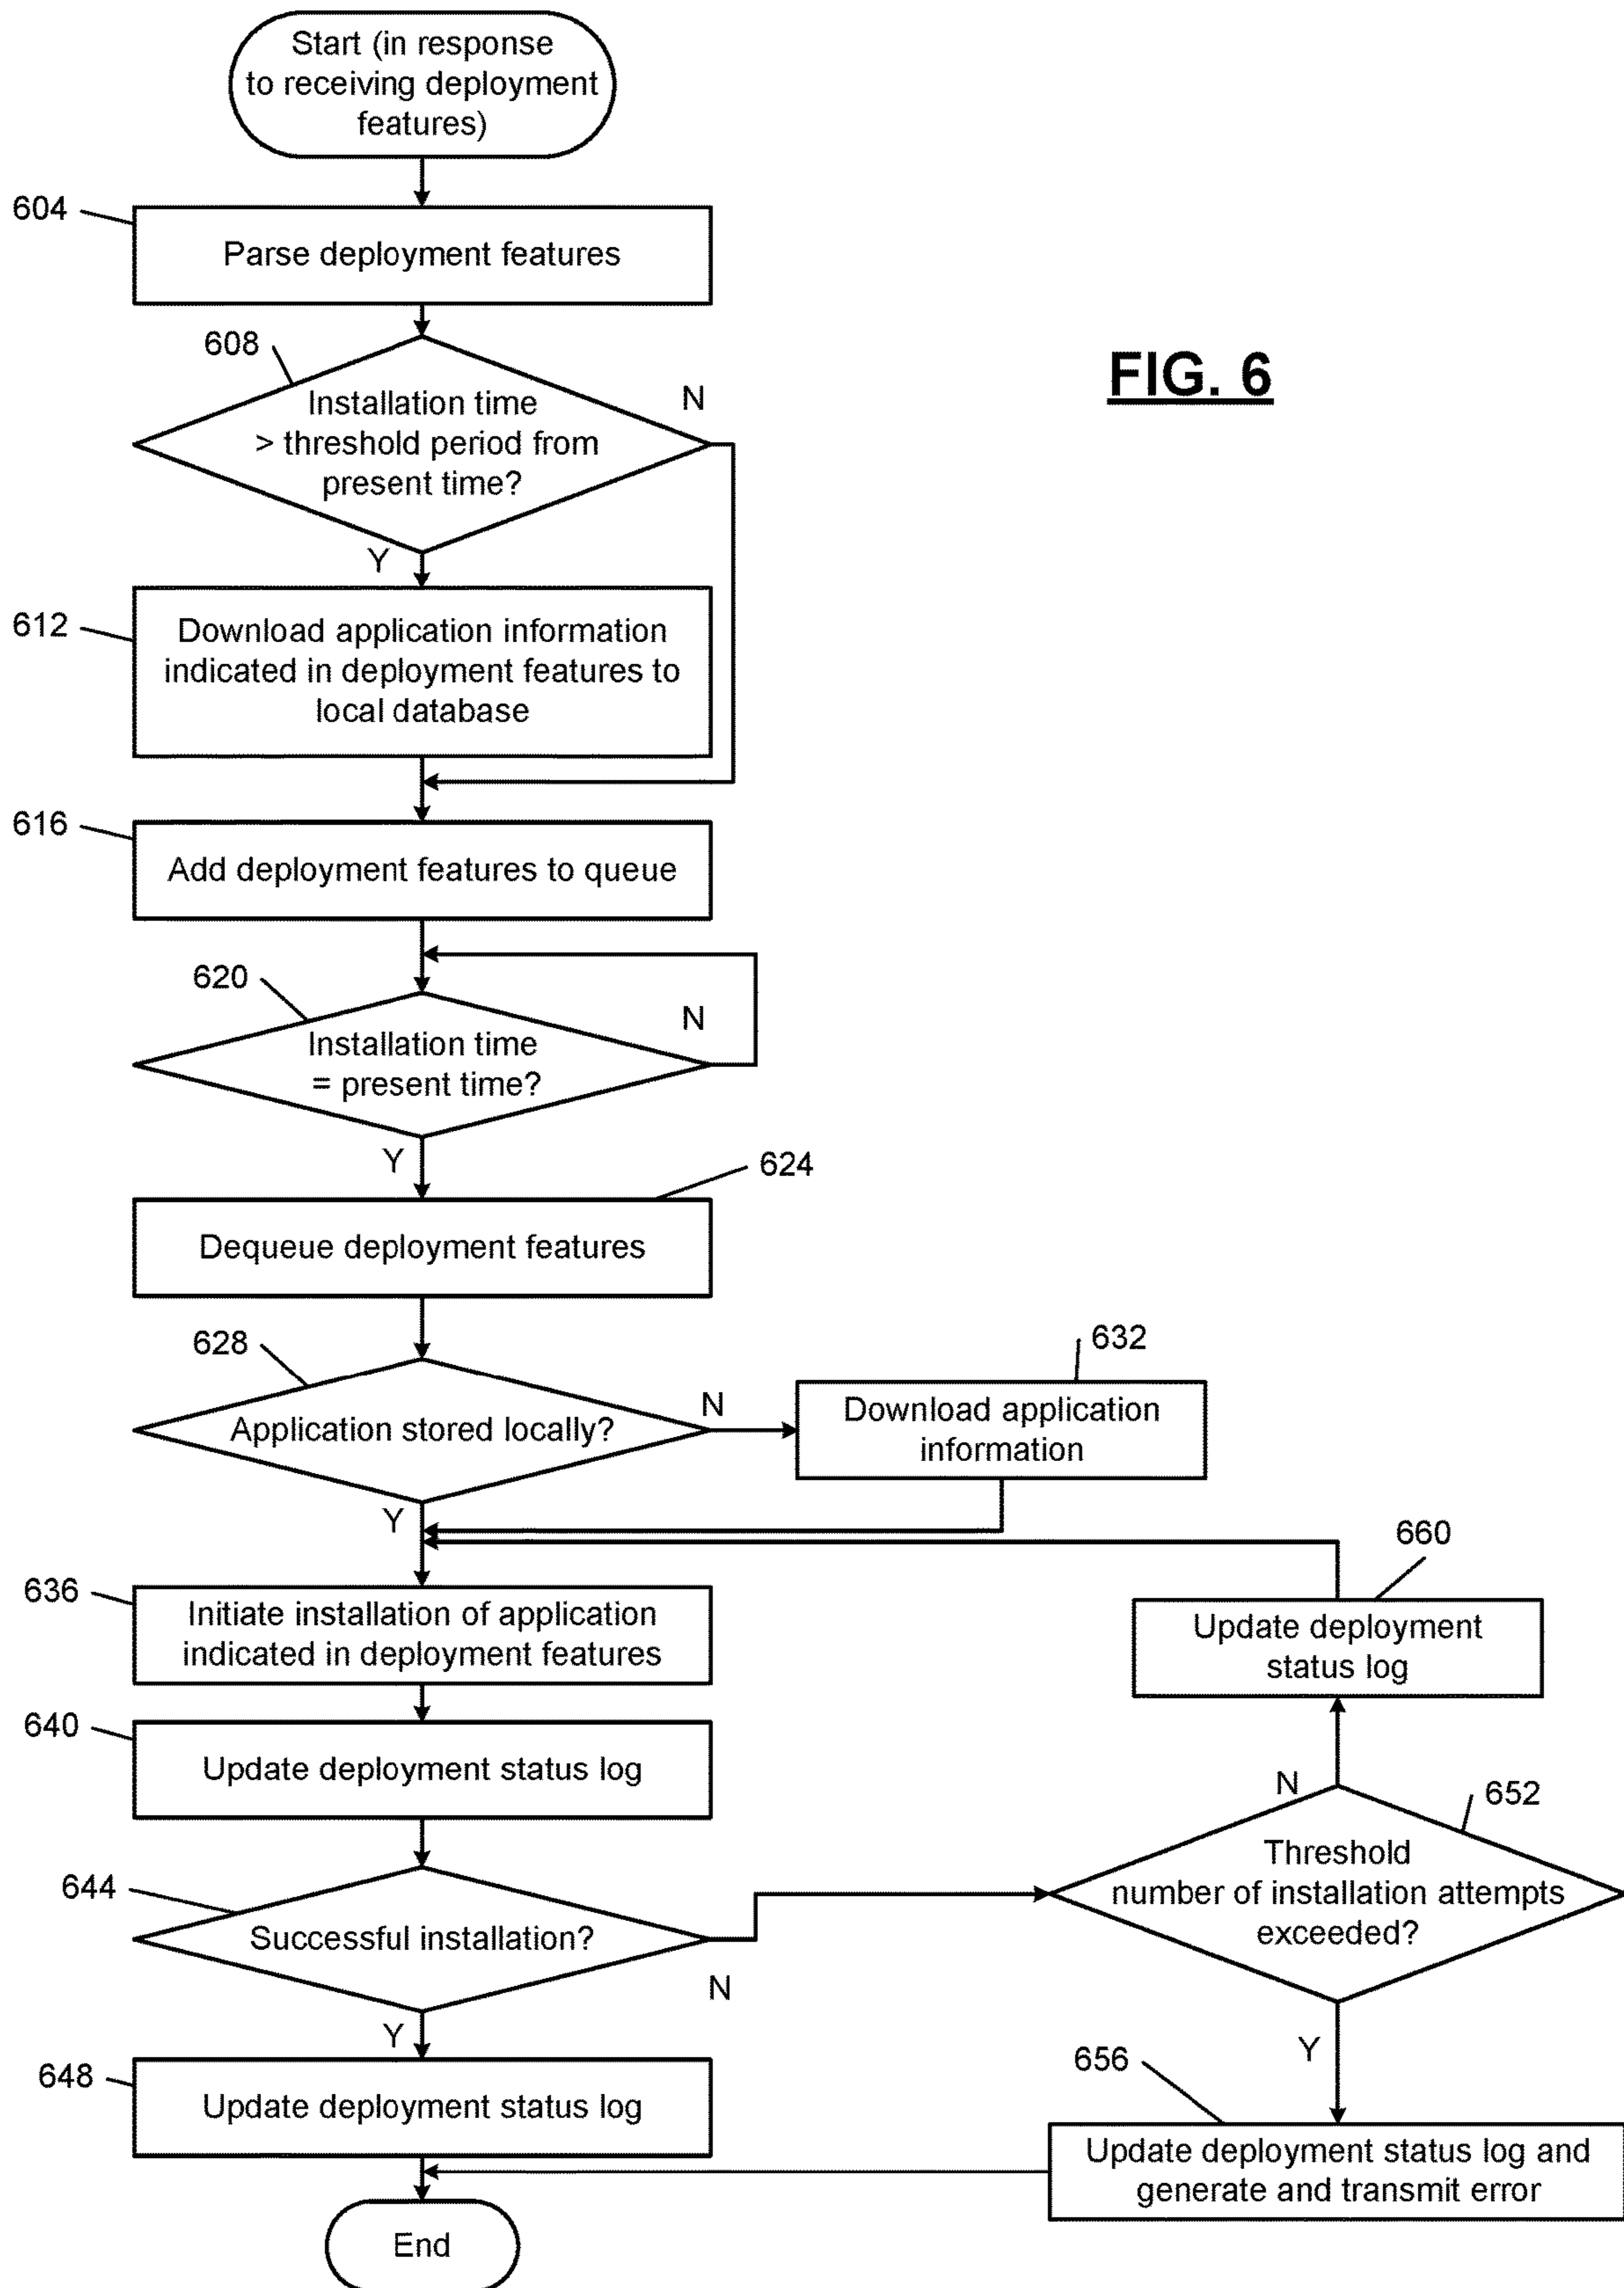 Start (in response
to receiving deployment
features)
604
Parse deployment features
608
Installation time
> threshold period from
present time?
N
Y
FIG. 6
612
Download application information
indicated in deployment features to
local database
616
Add deployment features to queue
620
Installation time
= present time?
N
Y
624
Dequeue deployment features
628
Application stored locally?
N
Y
632
Download application
information
636
Initiate installation of application
indicated in deployment features
660
Update deployment
status log
640
Update deployment status log
N
652
Threshold
number of installation attempts
exceeded?
Y
644
Successful installation?
N
Y
648
Update deployment status log
656
Update deployment status log and
generate and transmit error
End